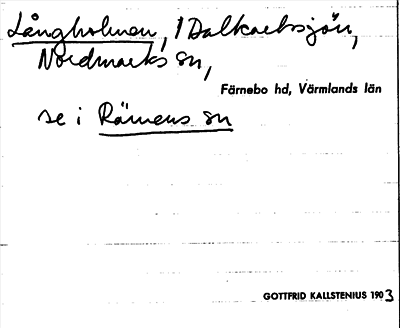 Långholmen, i Dalkarlssjön,
Nordmarks sn,
Färnebo hd, Värmlands län
se i Rämens sn
GOTTFRID KALLSTENIUS 1903